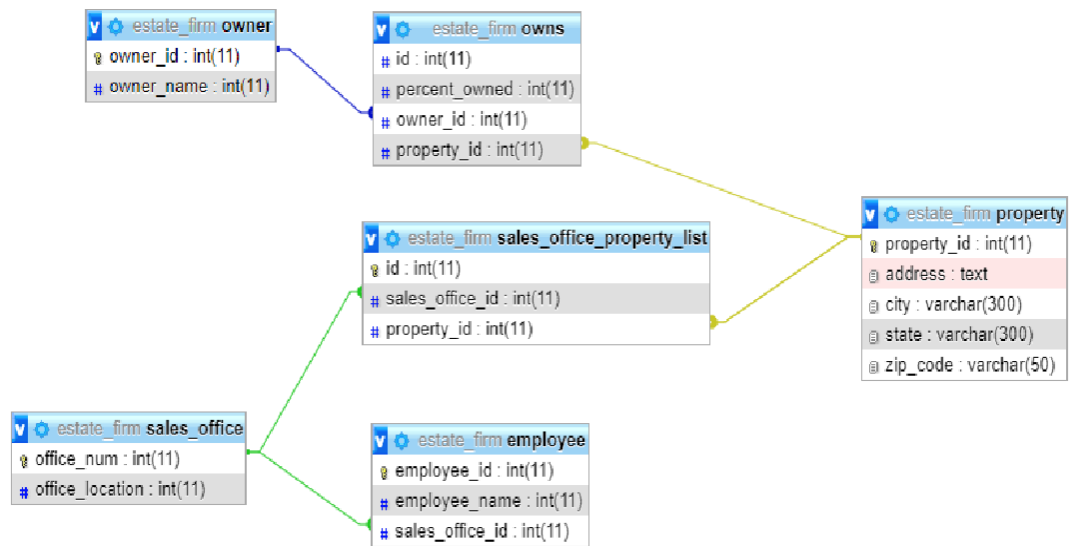 v estate_firm owner
owner_id : int(11)
# owner_name : int(11)
v estate_firm owns
# id : int(11)
# percent_owned : int(11)
# owner_id : int(11)
# property_id : int(11)
v estate_firm sales_office_property_list
id : int(11)
# sales_office_id : int(11)
# property_id : int(11)
v estate_firm property
property_id : int(11)
address : text
city : varchar(300)
state : varchar(300)
zip_code : varchar(50)
v estate_firm sales_office
office_num : int(11)
# office_location : int(11)
v estate_firm employee
employee_id : int(11)
# employee_name : int(11)
# sales_office_id : int(11)